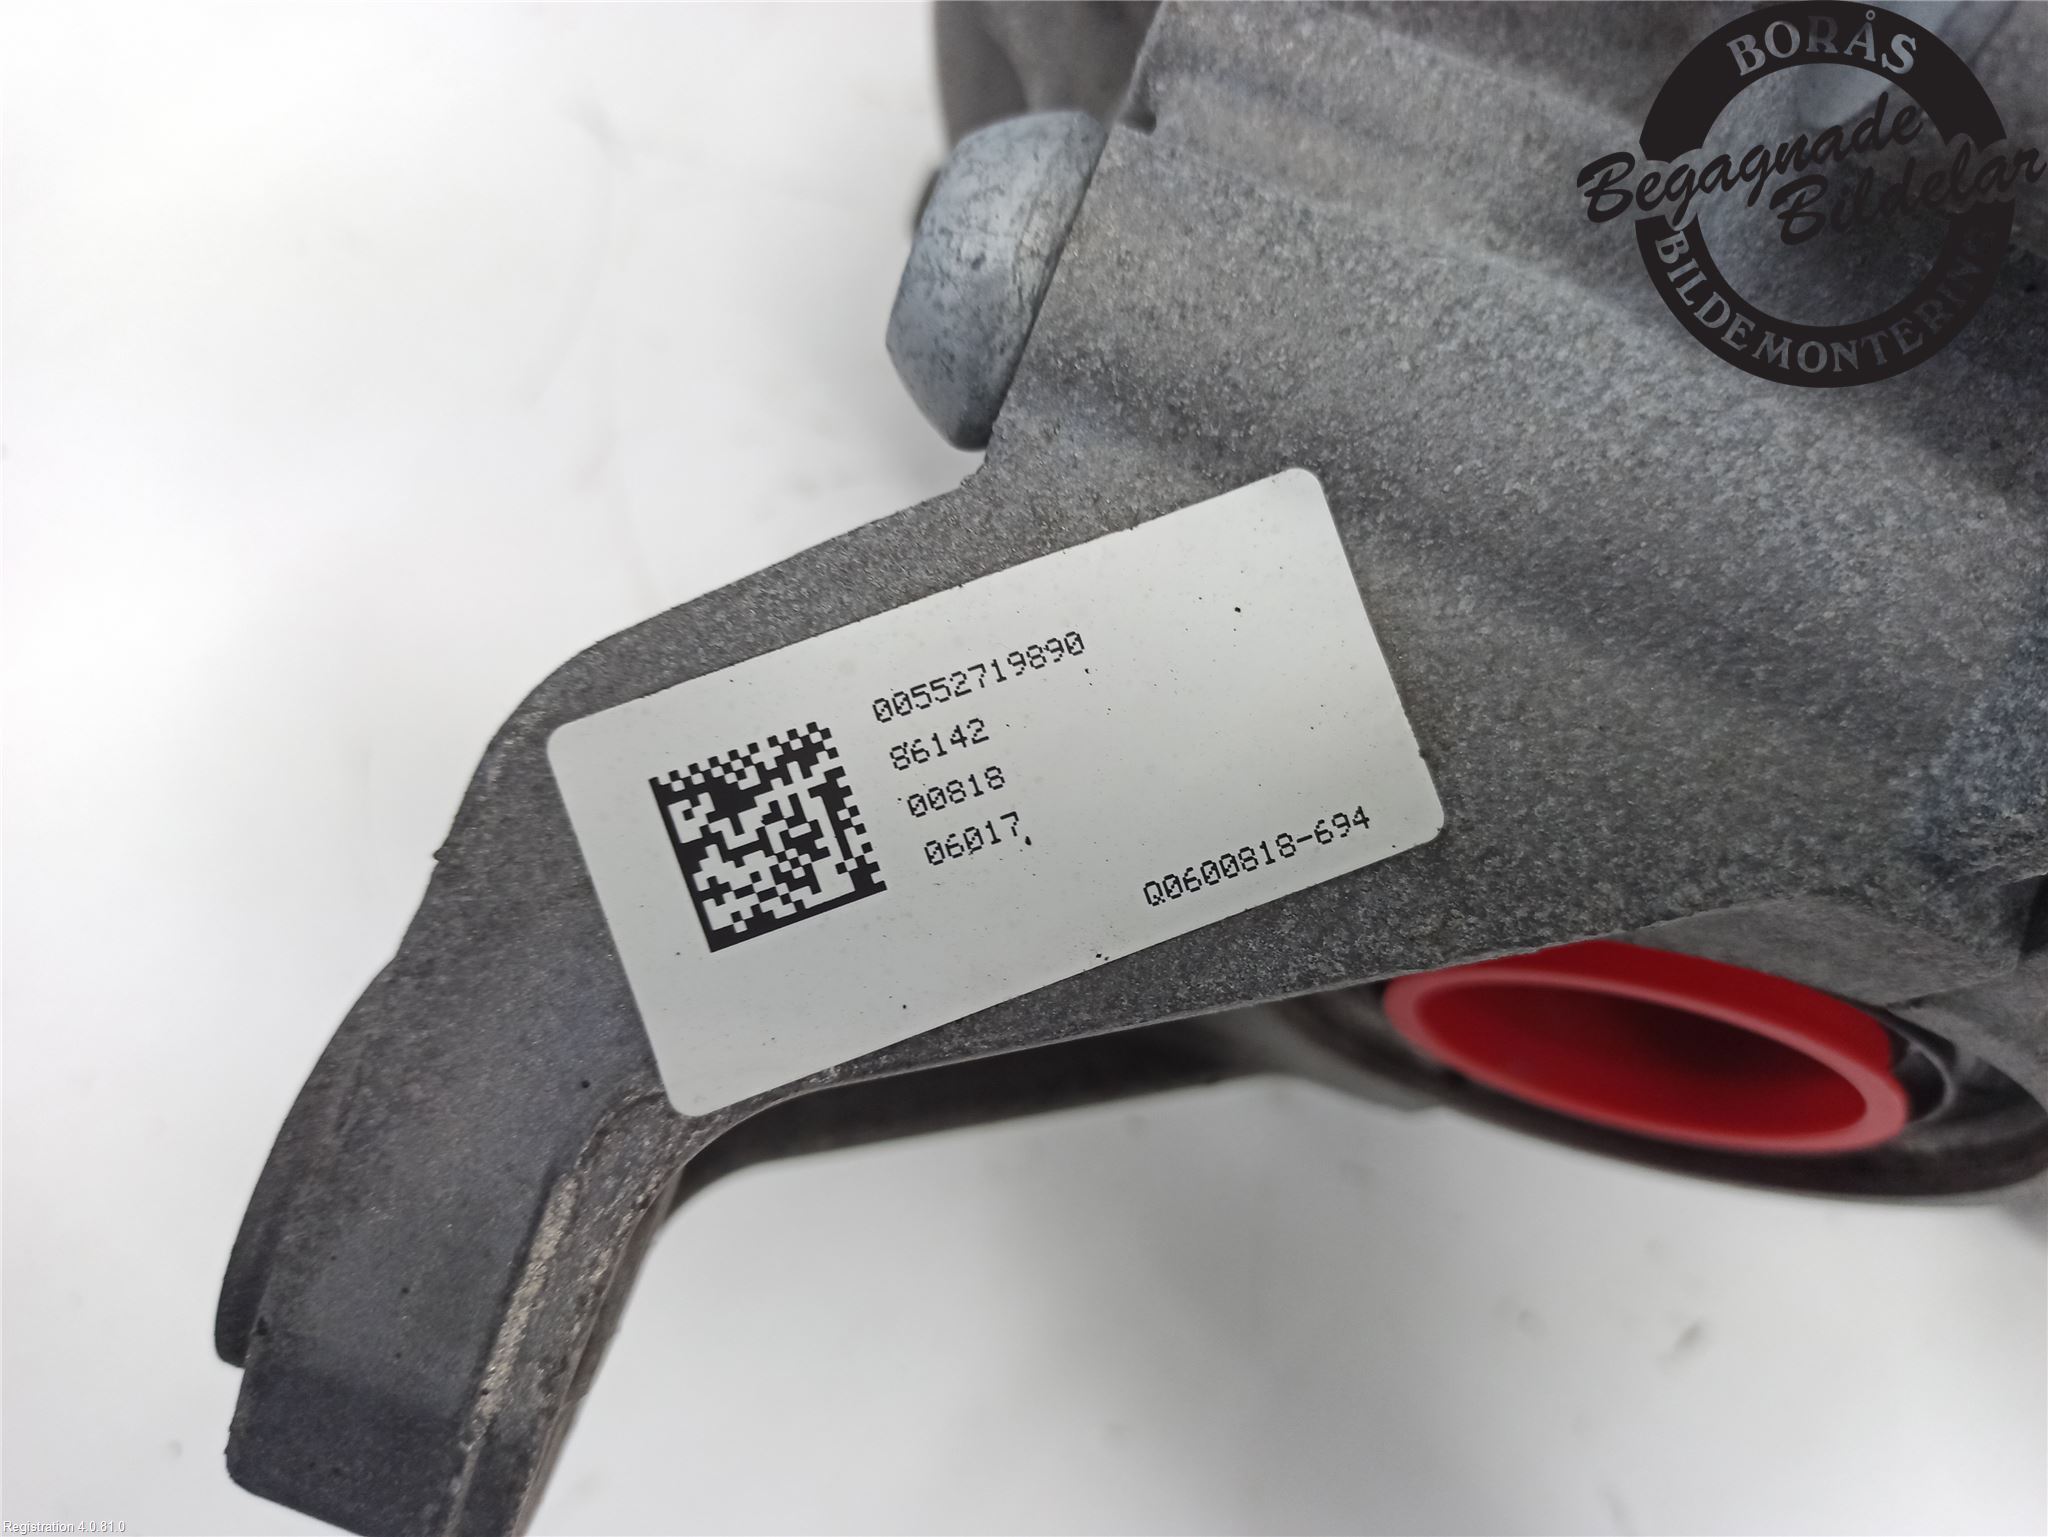 BORÅS
Begagnade
Bildelar
BILDEMONTERING
00552719890
86142
00818
06017
Q0600818-694
Registration 4.0.81.0